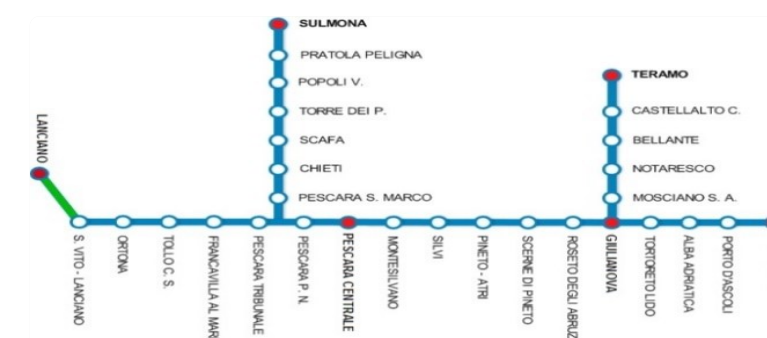 SULMONA
PRATOLA PELIGNA
POPOLI V.
TORRE DEI P.
SCAFA
CHIETI
PESCARA S. MARCO
TERAMO
CASTELLALTO C.
BELLANTE
NOTARESCO
MOSCIANO S. A.
LANCIANO
S. VITO - LANCIANO
ORTONA
TOLLO C. S.
FRANCAVILLA AL MAR
PESCARA TRIBUNALE
PESCARA P. N.
PESCARA CENTRALE
MONTESILVANO
SILVI
PINETO - ATRI
SCERNE DI PINETO
ROSETO DEGLI ABRUZ
GIULIANOVA
TORTORETO LIDO
ALBA ADRIATICA
PORTO D'ASCOLI